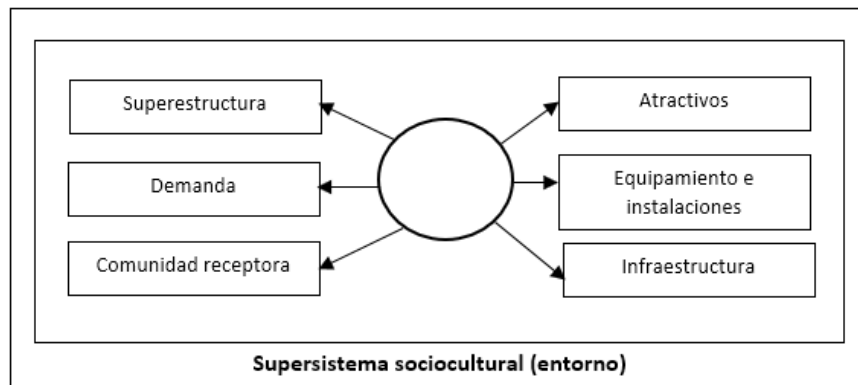 Superestructura
Atractivos
Demanda
Equipamiento e
instalaciones
Comunidad receptora
Infraestructura
Supersistema sociocultural (entorno)